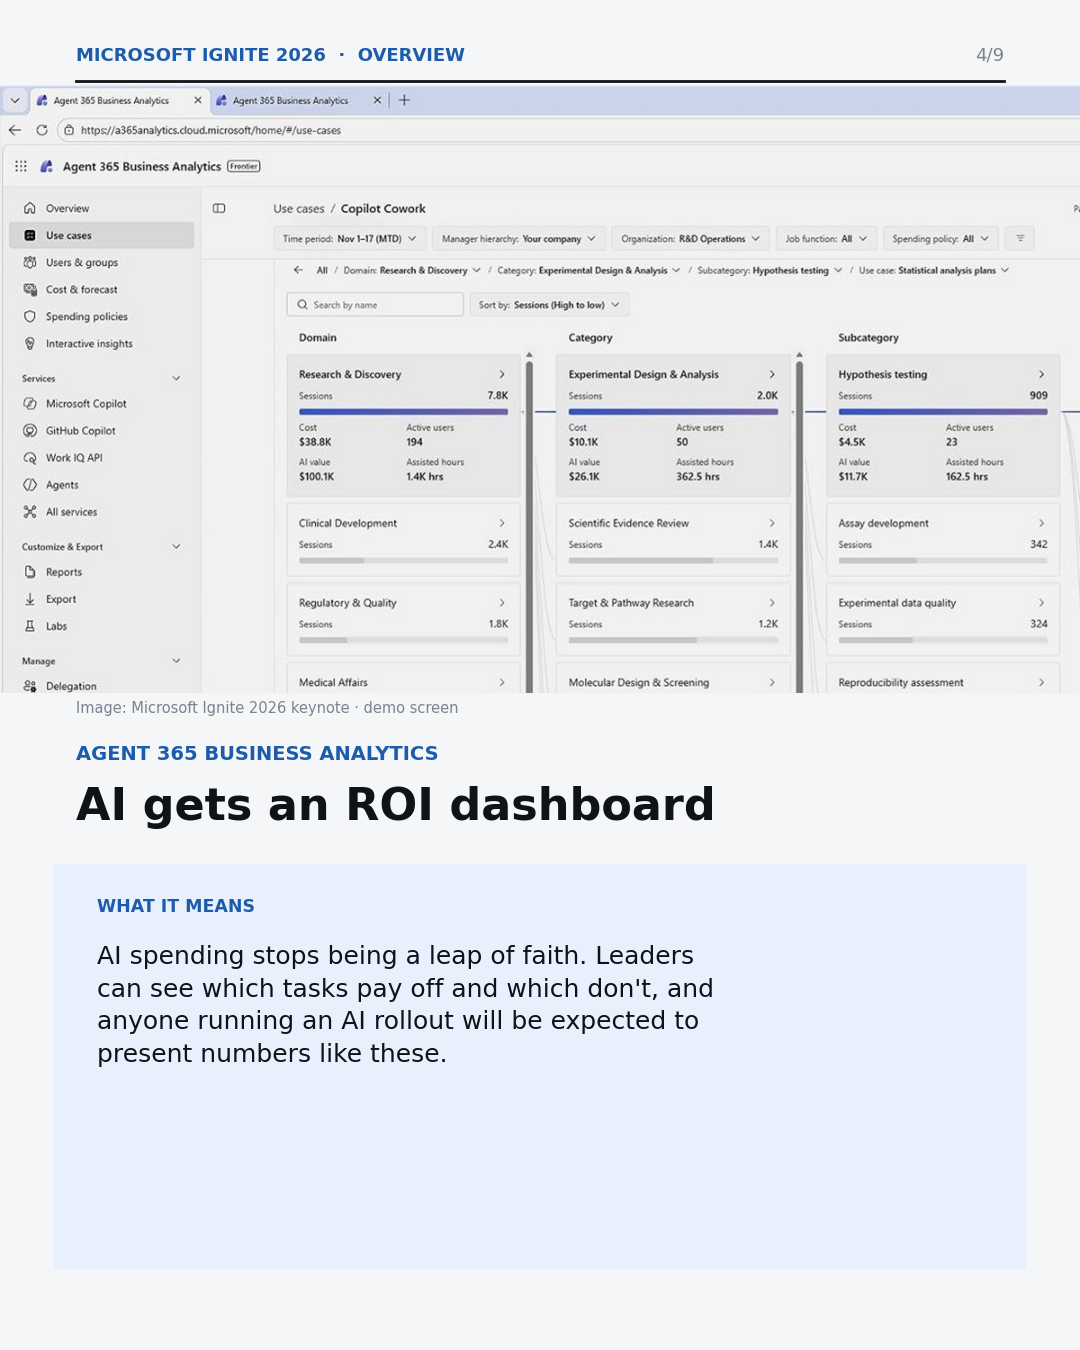 MICROSOFT IGNITE 2026 · OVERVIEW
4/9
Agent 365 Business Analytics
Agent 365 Business Analytics
https://a365analytics.cloud.microsoft/home/#/use-cases
Agent 365 Business Analytics Frontier
Overview
Use cases
Users & groups
Cost & forecast
Spending policies
Interactive insights
Services
Microsoft Copilot
GitHub Copilot
Work IQ API
Agents
All services
Customize & Export
Reports
Export
Labs
Manage
Delegation
Use cases / Copilot Cowork
Time period: Nov 1–17 (MTD) Manager hierarchy: Your company Organization: R&D Operations Job function: All Spending policy: All
All / Domain: Research & Discovery / Category: Experimental Design & Analysis / Subcategory: Hypothesis testing / Use case: Statistical analysis plans
Search by name Sort by: Sessions (High to low)
Domain
Research & Discovery
Sessions 7.8K
Cost Active users
$38.8K 194
AI value Assisted hours
$100.1K 1.4K hrs
Clinical Development
Sessions 2.4K
Regulatory & Quality
Sessions 1.8K
Medical Affairs
Category
Experimental Design & Analysis
Sessions 2.0K
Cost Active users
$10.1K 50
AI value Assisted hours
$26.1K 362.5 hrs
Scientific Evidence Review
Sessions 1.4K
Target & Pathway Research
Sessions 1.2K
Molecular Design & Screening
Subcategory
Hypothesis testing
Sessions 909
Cost Active users
$4.5K 23
AI value Assisted hours
$11.7K 162.5 hrs
Assay development
Sessions 342
Experimental data quality
Sessions 324
Reproducibility assessment
Image: Microsoft Ignite 2026 keynote · demo screen
AGENT 365 BUSINESS ANALYTICS
AI gets an ROI dashboard
WHAT IT MEANS
AI spending stops being a leap of faith. Leaders
can see which tasks pay off and which don't, and
anyone running an AI rollout will be expected to
present numbers like these.